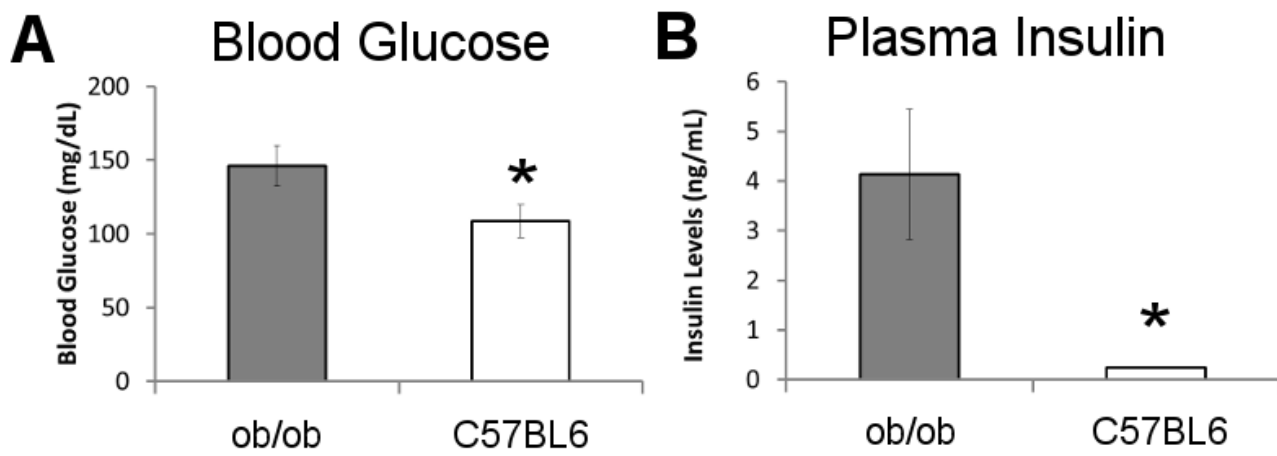 A Blood Glucose
Blood Glucose (mg/dL)
200
150
100
50
0
*
ob/ob C57BL6
B Plasma Insulin
Insulin Levels (ng/mL)
6
5
4
3
2
1
0
*
ob/ob C57BL6